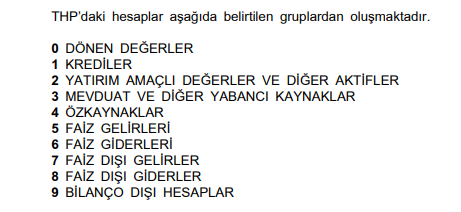 THP'daki hesaplar aşağıda belirtilen gruplardan oluşmaktadır.
0 DÖNEN DEĞERLER
1 KREDİLER
2 YATIRIM AMAÇLI DEĞERLER VE DİĞER AKTİFLER
3 MEVDUAT VE DİĞER YABANCI KAYNAKLAR
4 ÖZKAYNAKLAR
5 FAİZ GELİRLERİ
6 FAİZ GİDERLERİ
7 FAİZ DIŞI GELİRLER
8 FAİZ DIŞI GİDERLER
9 BİLANÇO DIŞI HESAPLAR